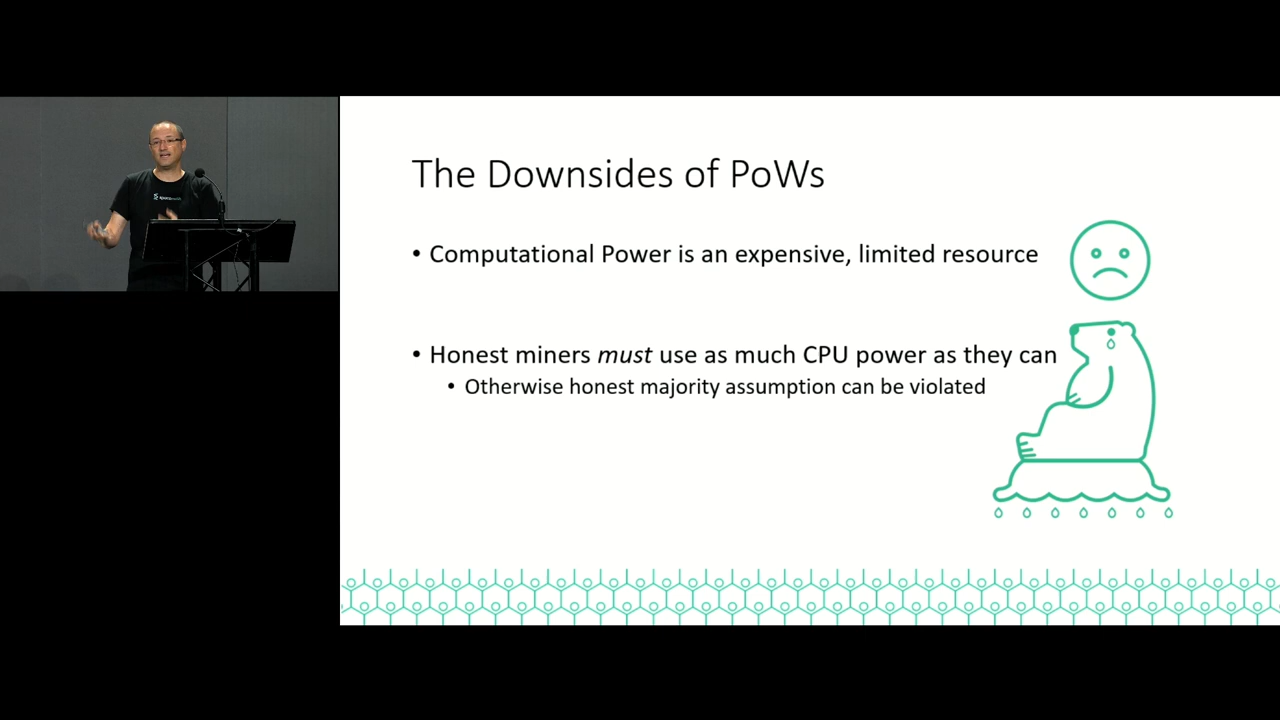 The Downsides of PoWs
• Computational Power is an expensive, limited resource
• Honest miners must use as much CPU power as they can
• Otherwise honest majority assumption can be violated